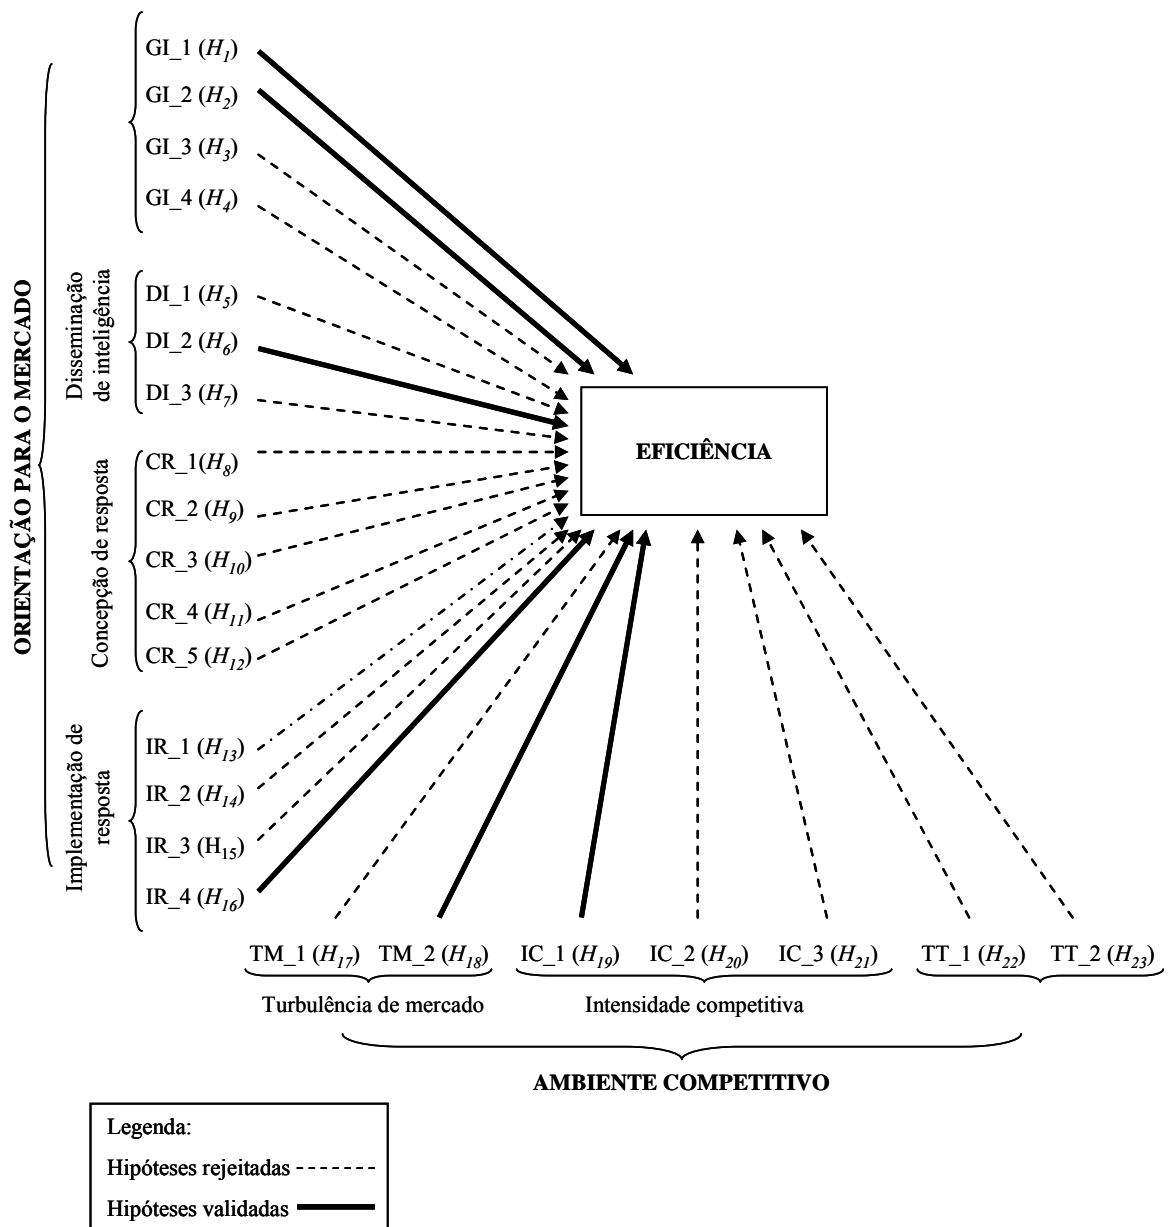 ORIENTAÇÃO PARA O MERCADO
GI_1 (H1)
GI_2 (H2)
GI_3 (H3)
GI_4 (H4)
Disseminação
de inteligência
DI_1 (H5)
DI_2 (H6)
DI_3 (H7)
Concepção de resposta
CR_1(H8)
CR_2 (H9)
CR_3 (H10)
CR_4 (H11)
CR_5 (H12)
Implementação de
resposta
IR_1 (H13)
IR_2 (H14)
IR_3 (H15)
IR_4 (H16)
EFICIÊNCIA
TM_1 (H17) TM_2 (H18) IC_1 (H19) IC_2 (H20) IC_3 (H21) TT_1 (H22) TT_2 (H23)
Turbulência de mercado Intensidade competitiva
AMBIENTE COMPETITIVO
Legenda:
Hipóteses rejeitadas
Hipóteses validadas